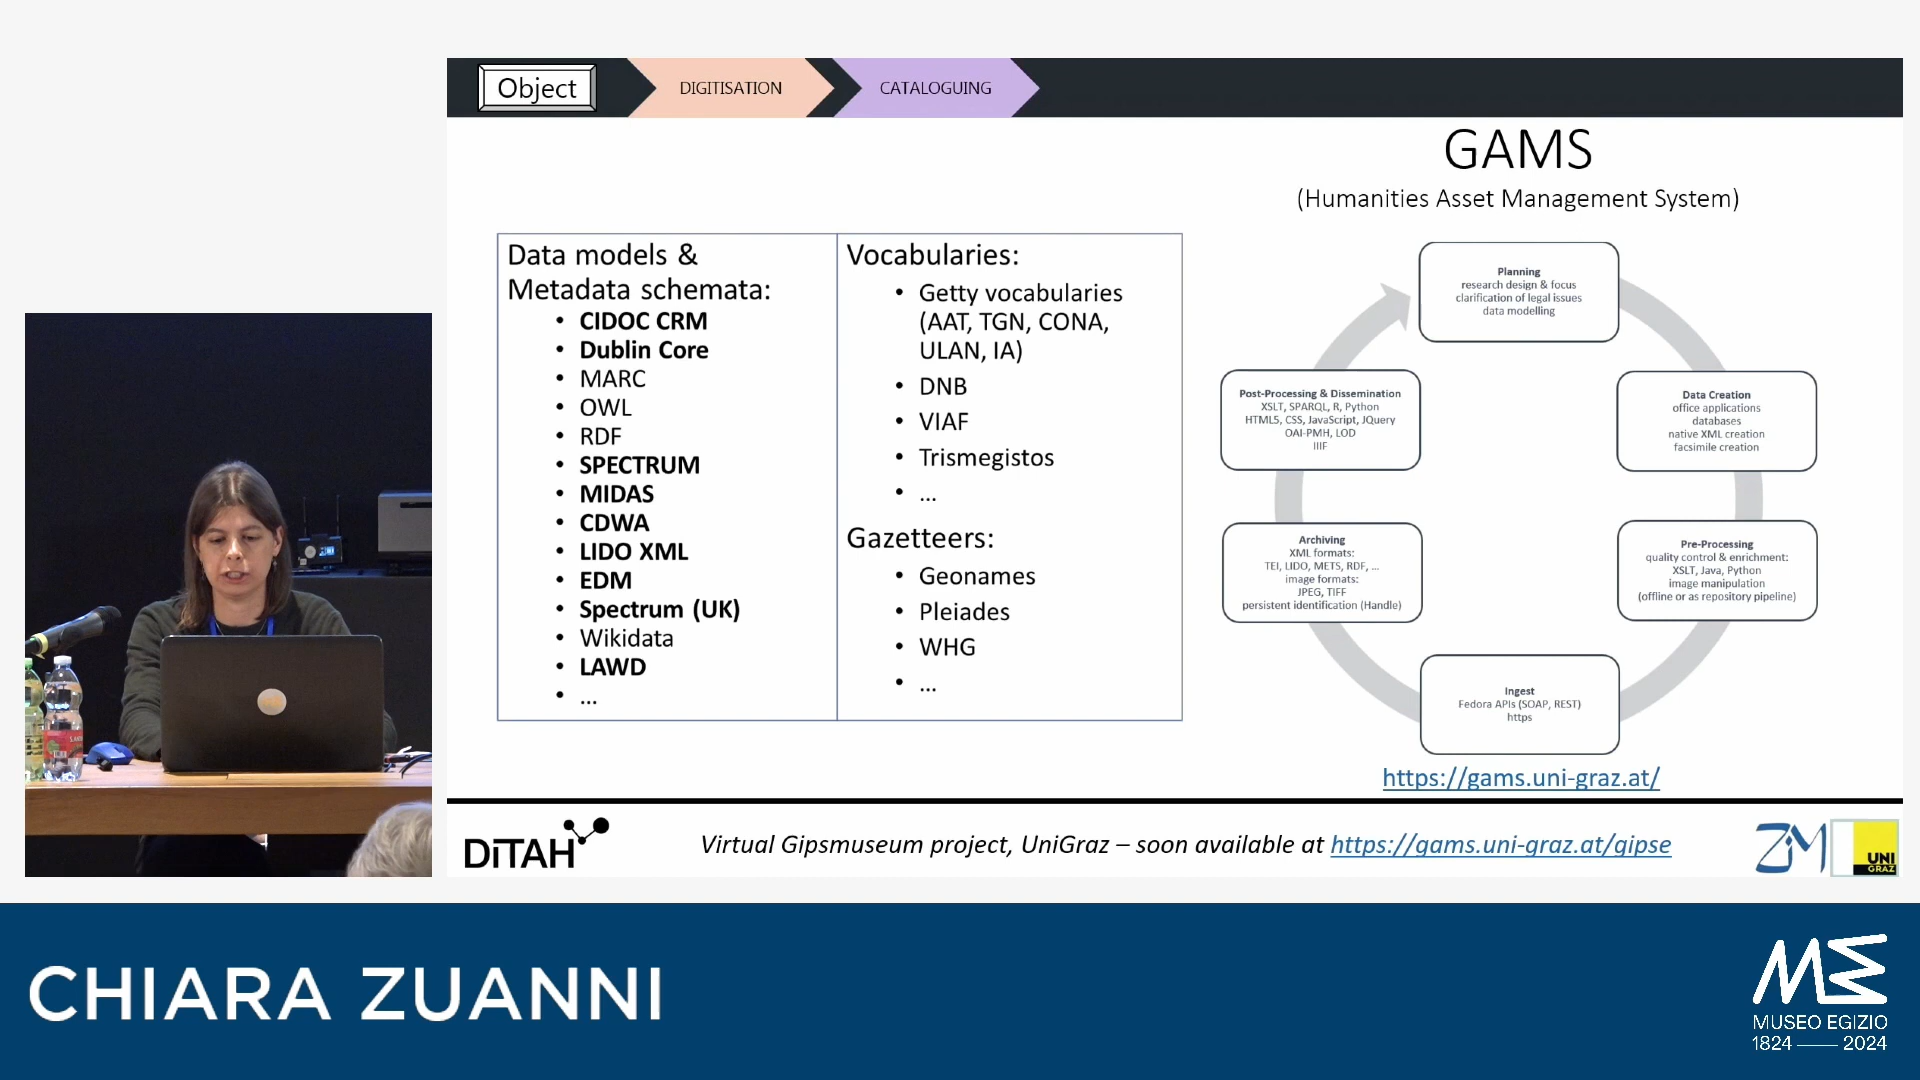 Object
DIGITISATION
CATALOGUING
GAMS
(Humanities Asset Management System)
Data models &
Metadata schemata:
• CIDOC CRM
• Dublin Core
• MARC
• OWL
• RDF
• SPECTRUM
• MIDAS
• CDWA
• LIDO XML
• EDM
• Spectrum (UK)
• Wikidata
• LAWD
• ...
Vocabularies:
• Getty vocabularies
(AAT, TGN, CONA,
ULAN, IA)
• DNB
• VIAF
• Trismegistos
• ...
Gazetteers:
• Geonames
• Pleiades
• WHG
• ...
Planning
research design & focus
clarification of legal issues
data modelling
Data Creation
office applications
databases
native XML creation
facsimile creation
Pre-Processing
quality control & enrichment:
XSLT, Java, Python
image manipulation
(offline or as repository pipeline)
Ingest
Fedora APIs (SOAP, REST)
https
Archiving
XML formats:
TEI, LIDO, METS, RDF, ...
image formats:
JPEG, TIFF
persistent identification (Handle)
Post-Processing & Dissemination
XSLT, SPARQL, R, Python
HTML5, CSS, JavaScript, JQuery
OAI-PMH, LOD
IIIF
https://gams.uni-graz.at/
DiTAH
Virtual Gipsmuseum project, UniGraz – soon available at https://gams.uni-graz.at/gipse
ZIM
UNI
GRAZ
CHIARA ZUANNI
ME
MUSEO EGIZIO
1824 — 2024